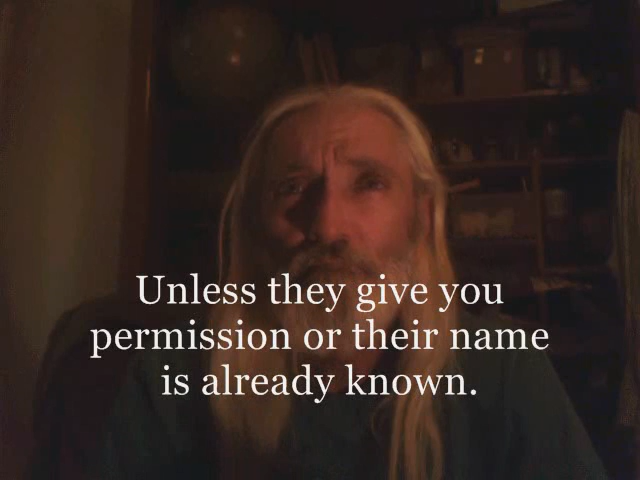 Unless they give you
permission or their name
is already known.